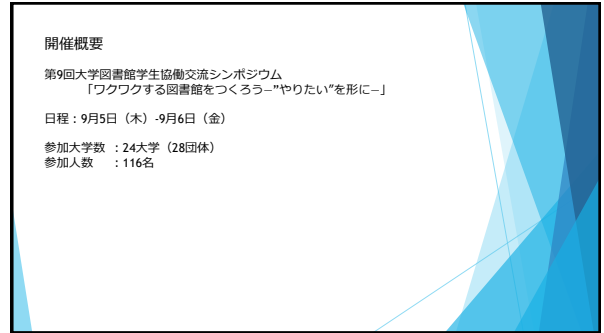 開催概要
第9回大学図書館学生協働交流シンポジウム
「ワクワクする図書館をつくろう−”やりたい”を形に−」
日程：9月5日（木）-9月6日（金）
参加大学数 ：24大学（28団体）
参加人数 ：116名